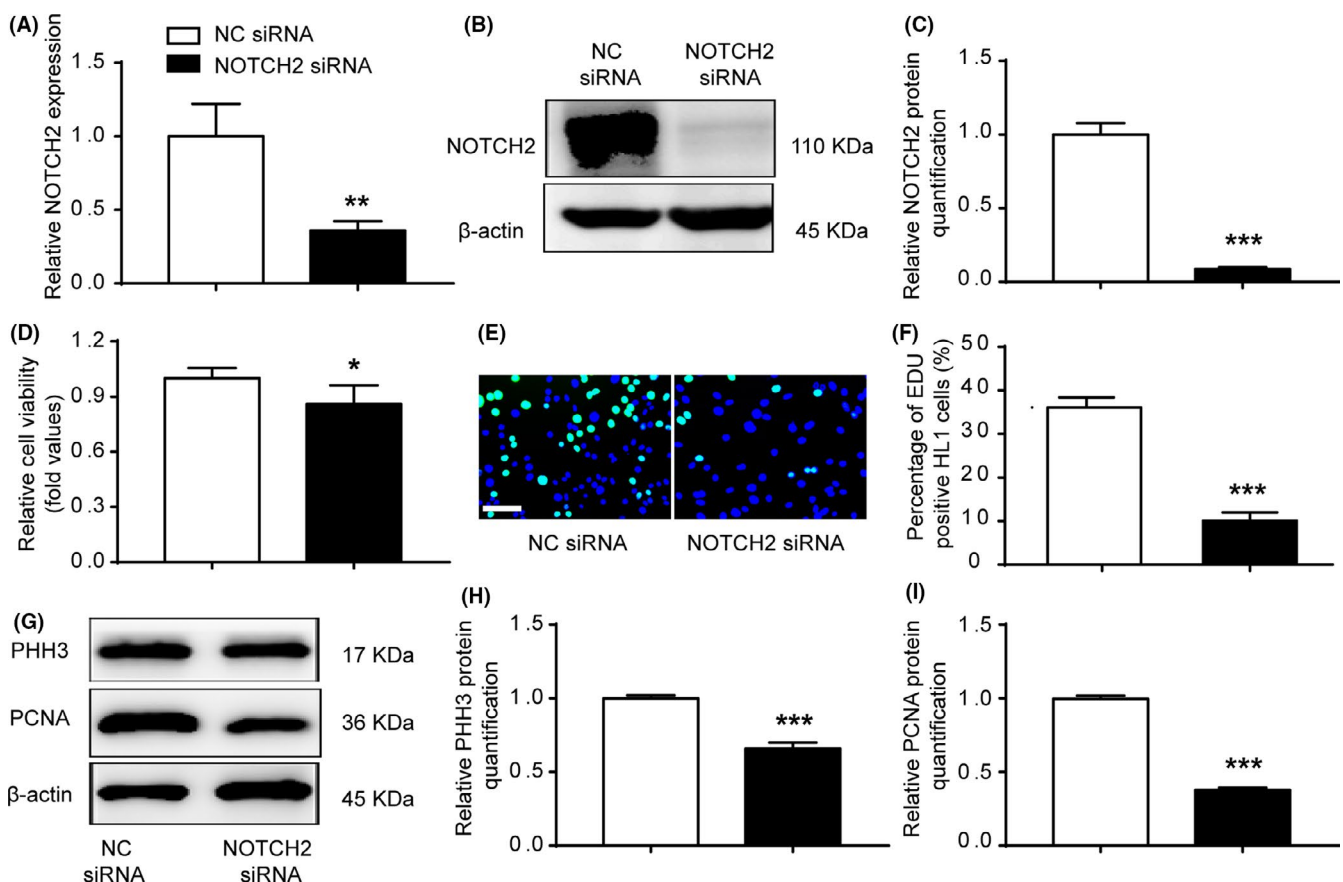 (A)
NC siRNA
NOTCH2 siRNA
Relative NOTCH2 expression
1.5
1.0
0.5
0.0
**
(B)
NC
siRNA
NOTCH2
siRNA
NOTCH2
110 KDa
β-actin
45 KDa
(C)
Relative NOTCH2 protein
quantification
1.5
1.0
0.5
0.0
***
(D)
Relative cell viability
(fold values)
1.2
0.9
0.6
0.3
0.0
*
(E)
NC siRNA
NOTCH2 siRNA
(F)
Percentage of EDU
positive HL1 cells (%)
50
40
30
20
10
0
***
(G)
PHH3
17 KDa
PCNA
36 KDa
β-actin
45 KDa
NC
siRNA
NOTCH2
siRNA
(H)
Relative PHH3 protein
quantification
1.5
1.0
0.5
0.0
***
(I)
Relative PCNA protein
quantification
1.5
1.0
0.5
0.0
***